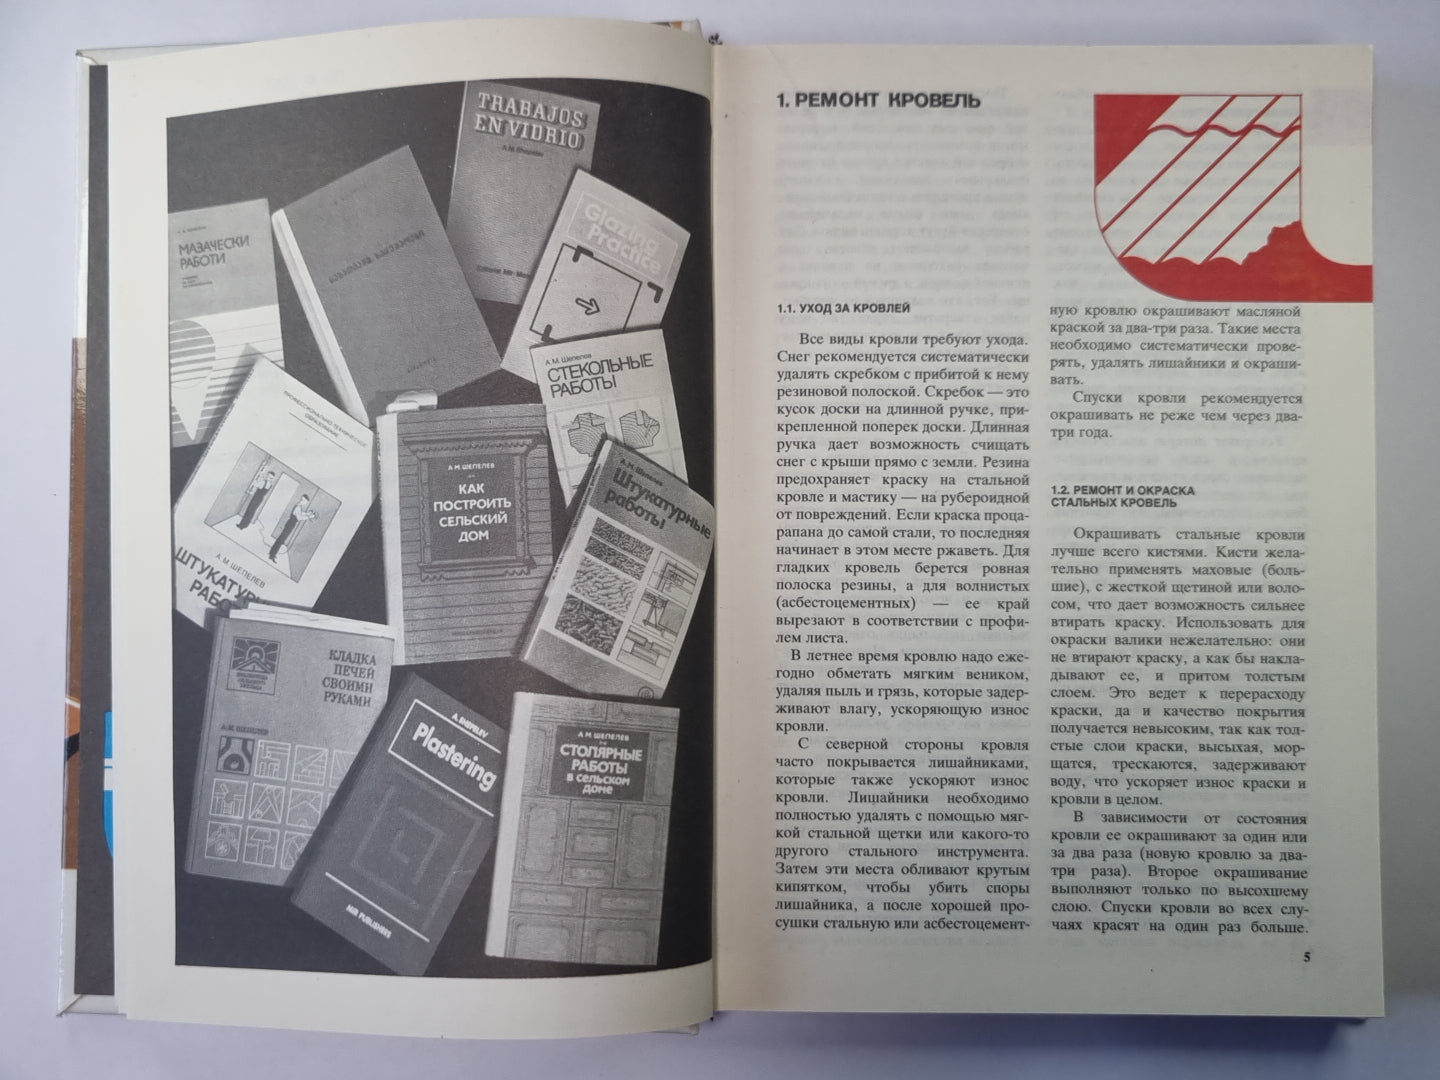 TRABAJOS
EN VIDRIO
A.M. Shepelev
Glazing
Practice
МАЗАЧЕСКИ
РАБОТИ
А.М. Шепелев
СТЕКОЛЬНЫЕ
РАБОТЫ
ПРОФЕССИОНАЛЬНО-ТЕХНИЧЕСКОЕ
ОБРАЗОВАНИЕ
А.М. ШЕПЕЛЕВ
ШТУКАТУРН
РАБО
А.М. ШЕПЕЛЕВ
КАК
ПОСТРОИТЬ
СЕЛЬСКИЙ
ДОМ
А.М. Шепелев
Штукатурные
работы
КЛАДКА
ПЕЧЕЙ
СВОИМИ
РУКАМИ
А.М. ШЕПЕЛЕВ
A. SHEPELEV
Plastering
MIR PUBLISHERS
А.М. ШЕПЕЛЕВ
СТОЛЯРНЫЕ
РАБОТЫ
В СЕЛЬСКОМ
ДОМЕ
1. РЕМОНТ КРОВЕЛЬ
1.1. УХОД ЗА КРОВЛЕЙ
Все виды кровли требуют ухода.
Снег рекомендуется систематически
удалять скребком с прибитой к нему
резиновой полоской. Скребок — это
кусок доски на длинной ручке, при-
крепленной поперек доски. Длинная
ручка дает возможность счищать
снег с крыши прямо с земли. Резина
предохраняет краску на стальной
кровле и мастику — на рубероидной
от повреждений. Если краска проца-
рапана до самой стали, то последняя
начинает в этом месте ржаветь. Для
гладких кровель берется ровная
полоска резины, а для волнистых
(асбестоцементных) — ее край
вырезают в соответствии с профи-
лем листа.
В летнее время кровлю надо еже-
годно обметать мягким веником,
удаляя пыль и грязь, которые задер-
живают влагу, ускоряющую износ
кровли.
С северной стороны кровля
часто покрывается лишайниками,
которые также ускоряют износ
кровли. Лишайники необходимо
полностью удалять с помощью мяг-
кой стальной щетки или какого-то
другого стального инструмента.
Затем эти места обливают крутым
кипятком, чтобы убить споры
лишайника, а после хорошей про-
сушки стальную или асбестоцемент-
ную кровлю окрашивают масляной
краской за два-три раза. Такие места
необходимо систематически прове-
рять, удалять лишайники и окраши-
вать.
Спуски кровли рекомендуется
окрашивать не реже чем через два-
три года.
1.2. РЕМОНТ И ОКРАСКА
СТАЛЬНЫХ КРОВЕЛЬ
Окрашивать стальные кровли
лучше всего кистями. Кисти жела-
тельно применять маховые (боль-
шие), с жесткой щетиной или воло-
сом, что дает возможность сильнее
втирать краску. Использовать для
окраски валики нежелательно: они
не втирают краску, а как бы накла-
дывают ее, и притом толстым
слоем. Это ведет к перерасходу
краски, да и качество покрытия
получается невысоким, так как тол-
стые слои краски, высыхая, мор-
щатся, трескаются, задерживают
воду, что ускоряет износ краски и
кровли в целом.
В зависимости от состояния
кровли ее окрашивают за один или
за два раза (новую кровлю за два-
три раза). Второе окрашивание
выполняют только по высохшему
слою. Спуски кровли во всех слу-
чаях красят на один раз больше.
5